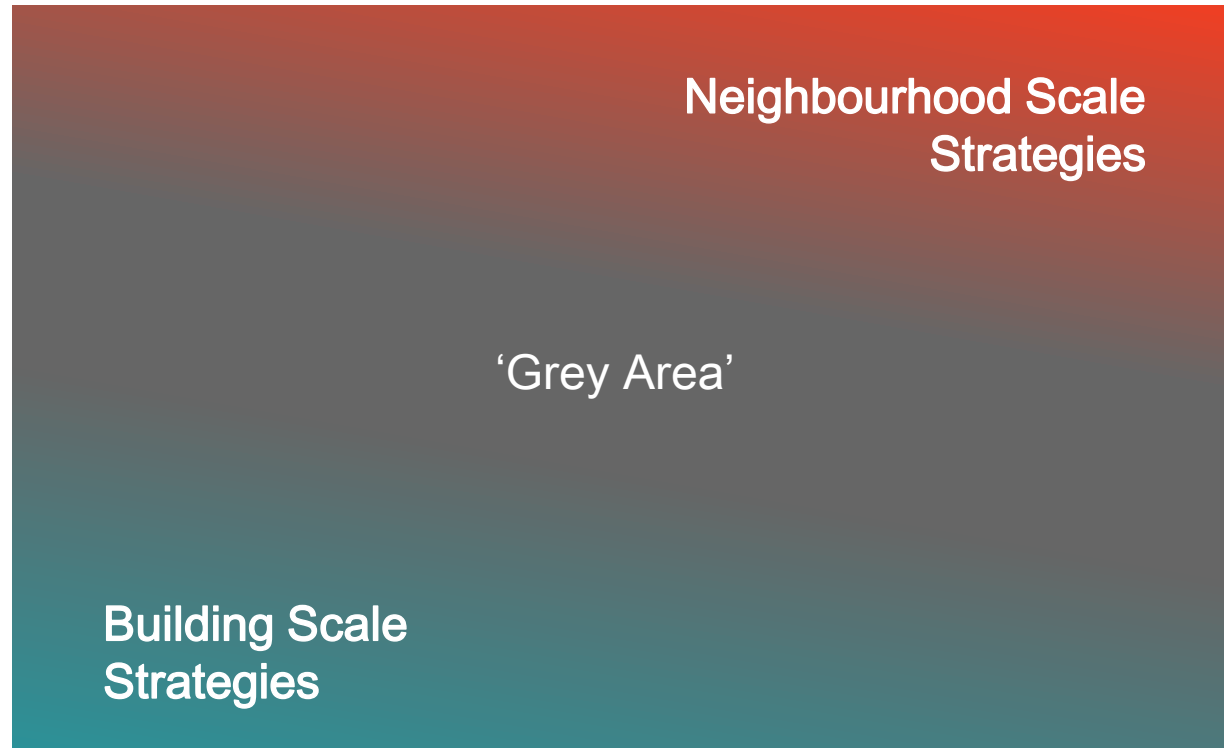 Neighbourhood Scale
Strategies
‘Grey Area’
Building Scale
Strategies